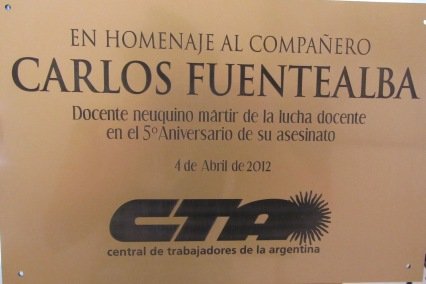 EN HOMENAJE AL COMPAÑERO
CARLOS FUENTEALBA
Docente neuquino mártir de la lucha docente
en el 5º Aniversario de su asesinato
4 de Abril de 2012
CTA
central de trabajadores de la argentina